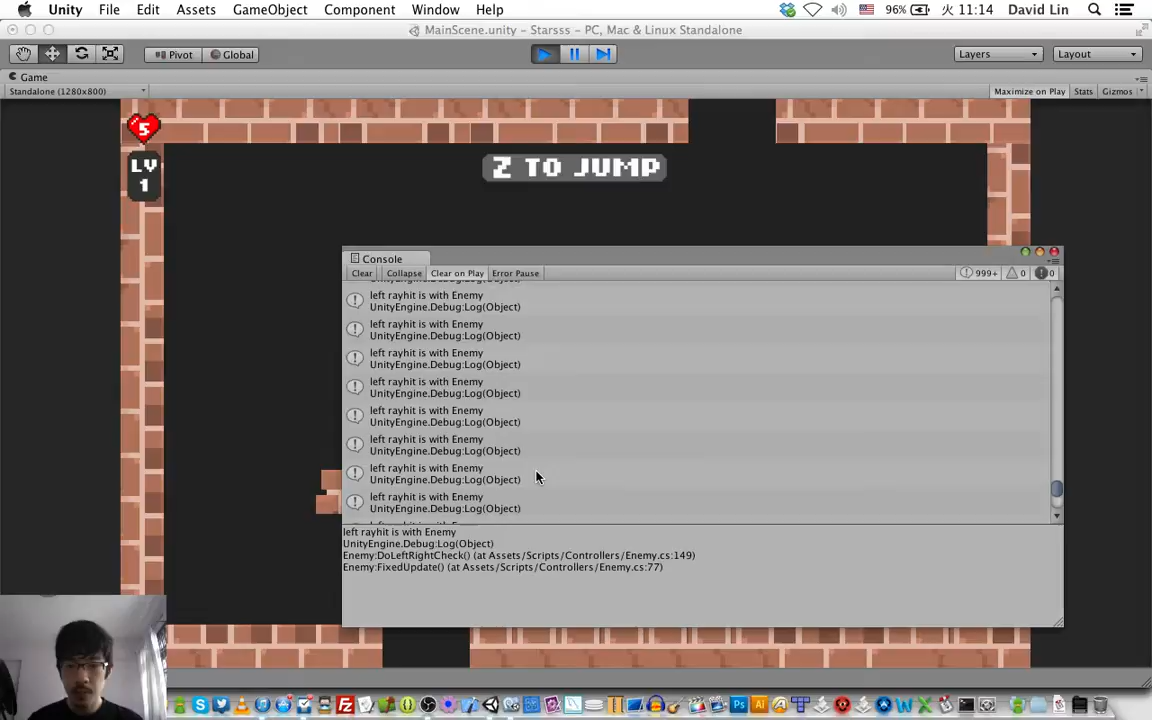 Unity File Edit Assets GameObject Component Window Help 96% 火 11:14 David Lin
MainScene.unity - Starsss - PC, Mac & Linux Standalone
Pivot Global Layers Layout
Game
Standalone (1280x800) Maximize on Play Stats Gizmos
5
LV
1
Z TO JUMP
Console
Clear Collapse Clear on Play Error Pause 999+ 0 0
UnityEngine.Debug:Log(Object)
left rayhit is with Enemy
UnityEngine.Debug:Log(Object)
left rayhit is with Enemy
UnityEngine.Debug:Log(Object)
left rayhit is with Enemy
UnityEngine.Debug:Log(Object)
left rayhit is with Enemy
UnityEngine.Debug:Log(Object)
left rayhit is with Enemy
UnityEngine.Debug:Log(Object)
left rayhit is with Enemy
UnityEngine.Debug:Log(Object)
left rayhit is with Enemy
UnityEngine.Debug:Log(Object)
left rayhit is with Enemy
UnityEngine.Debug:Log(Object)
left rayhit is with Enemy
UnityEngine.Debug:Log(Object)
Enemy:DoLeftRightCheck() (at Assets/Scripts/Controllers/Enemy.cs:149)
Enemy:FixedUpdate() (at Assets/Scripts/Controllers/Enemy.cs:77)